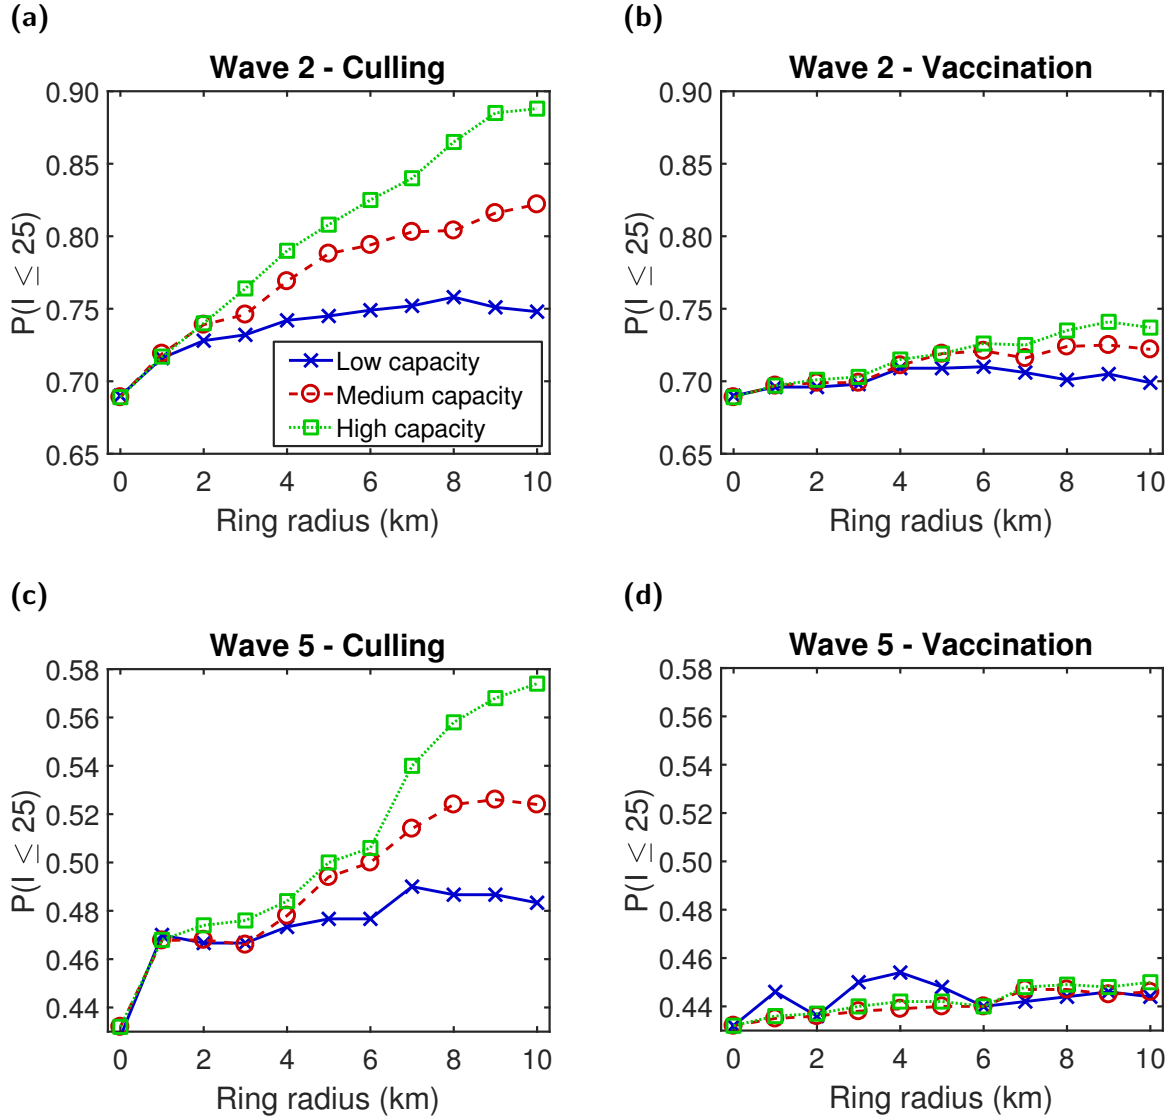 (a)
Wave 2 - Culling
0.90
0.85
0.80
0.75
0.70
0.65
P(I ≤ 25)
Low capacity
Medium capacity
High capacity
0 2 4 6 8 10
Ring radius (km)
(b)
Wave 2 - Vaccination
0.90
0.85
0.80
0.75
0.70
0.65
P(I ≤ 25)
0 2 4 6 8 10
Ring radius (km)
(c)
Wave 5 - Culling
0.58
0.56
0.54
0.52
0.50
0.48
0.46
0.44
P(I ≤ 25)
0 2 4 6 8 10
Ring radius (km)
(d)
Wave 5 - Vaccination
0.58
0.56
0.54
0.52
0.50
0.48
0.46
0.44
P(I ≤ 25)
0 2 4 6 8 10
Ring radius (km)